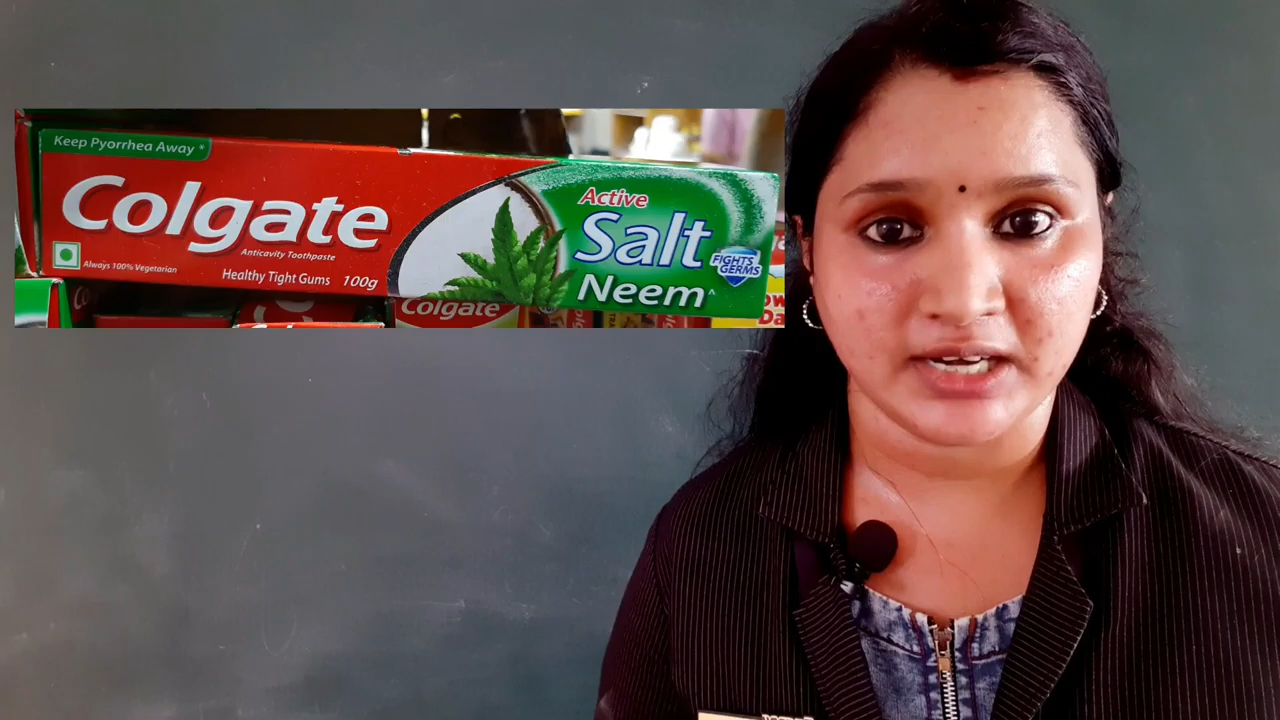 Keep Pyorrhea Away *
Colgate
Anticavity Toothpaste
Always 100% Vegetarian
Healthy Tight Gums 100g
Active
Salt
Neem^
FIGHTS
GERMS
Colgate